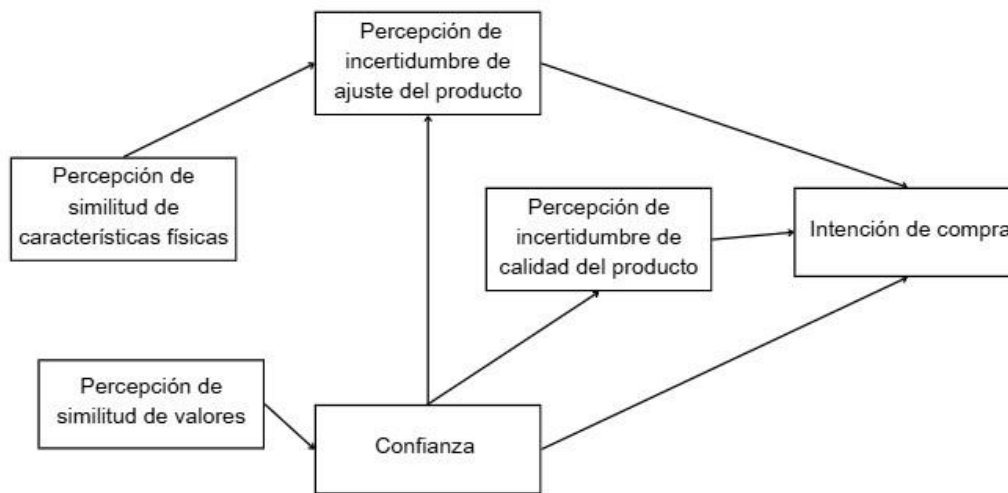 Percepción de
incertidumbre de
ajuste del producto
Percepción de
similitud de
características físicas
Percepción de
incertidumbre de
calidad del producto
Intención de compra
Percepción de
similitud de valores
Confianza